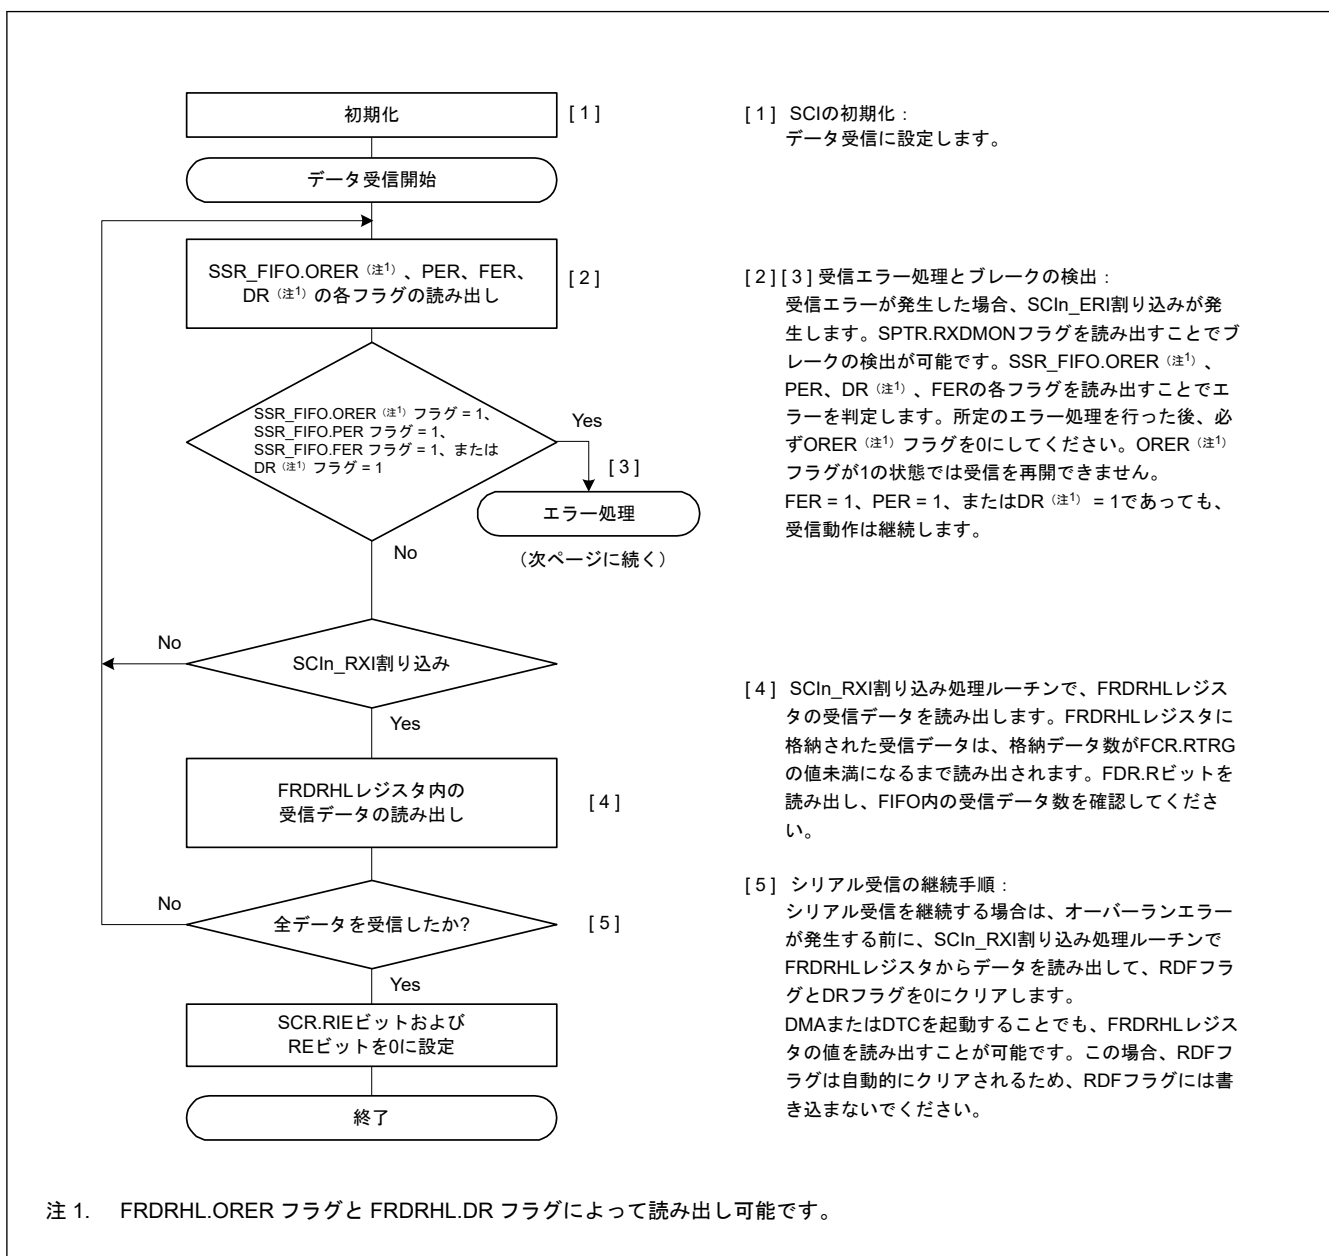 初期化
[ 1 ]
データ受信開始
SSR_FIFO.ORER（注1）、PER、FER、
DR（注1）の各フラグの読み出し
[ 2 ]
SSR_FIFO.ORER（注1）フラグ = 1、
SSR_FIFO.PER フラグ = 1、
SSR_FIFO.FER フラグ = 1、または
DR（注1）フラグ = 1
Yes
[ 3 ]
エラー処理
（次ページに続く）
No
SCIn_RXI割り込み
No
Yes
FRDRHLレジスタ内の
受信データの読み出し
[ 4 ]
全データを受信したか?
[ 5 ]
No
Yes
SCR.RIEビットおよび
REビットを0に設定
終了
[ 1 ] SCIの初期化：
データ受信に設定します。
[ 2 ] [ 3 ] 受信エラー処理とブレークの検出：
受信エラーが発生した場合、SCIn_ERI割り込みが発
生します。SPTR.RXDMONフラグを読み出すことでブ
レークの検出が可能です。SSR_FIFO.ORER（注1）、
PER、DR（注1）、FERの各フラグを読み出すことでエ
ラーを判定します。所定のエラー処理を行った後、必
ずORER（注1）フラグを0にしてください。ORER（注1）
フラグが1の状態では受信を再開できません。
FER = 1、PER = 1、またはDR（注1） = 1であっても、
受信動作は継続します。
[ 4 ] SCIn_RXI割り込み処理ルーチンで、FRDRHLレジス
タの受信データを読み出します。FRDRHLレジスタに
格納された受信データは、格納データ数がFCR.RTRG
の値未満になるまで読み出されます。FDR.Rビットを
読み出し、FIFO内の受信データ数を確認してくださ
い。
[ 5 ] シリアル受信の継続手順：
シリアル受信を継続する場合は、オーバーランエラー
が発生する前に、SCIn_RXI割り込み処理ルーチンで
FRDRHLレジスタからデータを読み出して、RDFフラ
グとDRフラグを0にクリアします。
DMAまたはDTCを起動することでも、FRDRHLレジス
タの値を読み出すことが可能です。この場合、RDFフ
ラグは自動的にクリアされるため、RDFフラグには書
き込まないでください。
注 1. FRDRHL.ORER フラグと FRDRHL.DR フラグによって読み出し可能です。